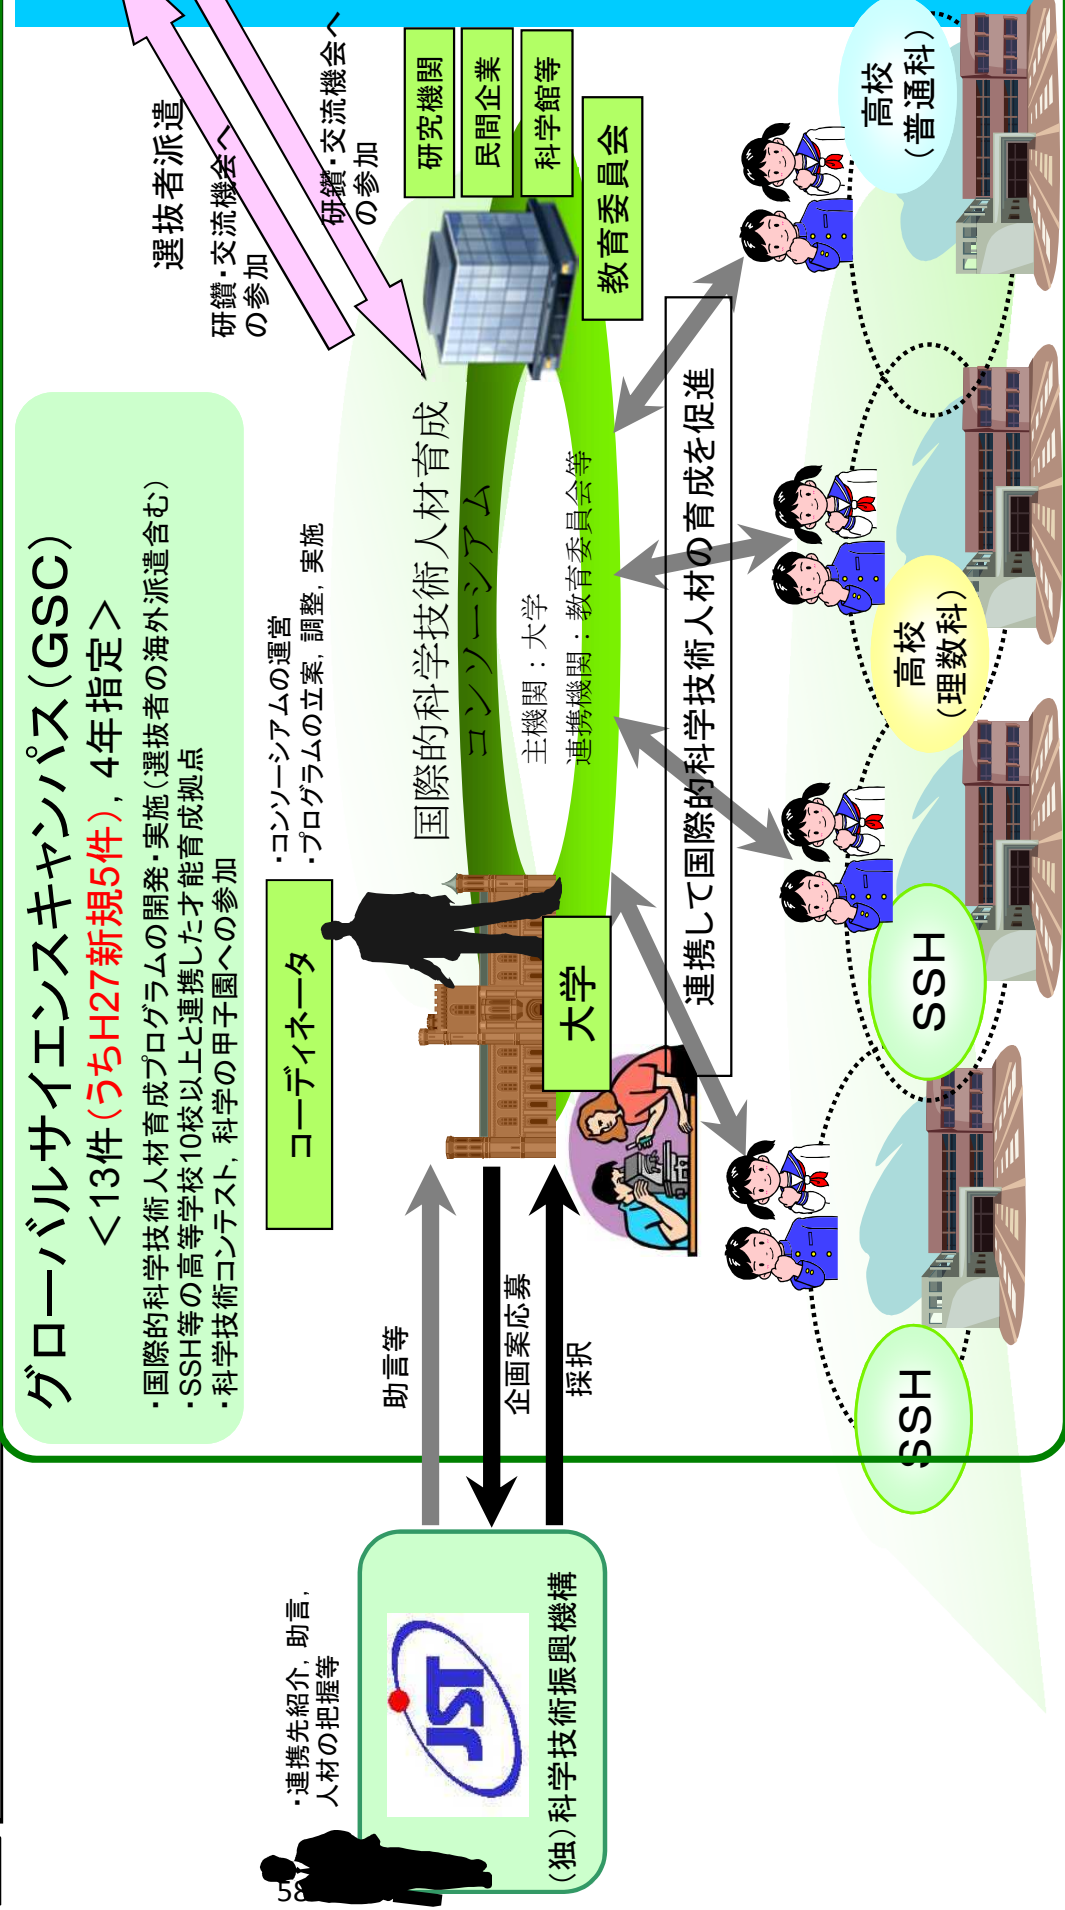 グローバルサイエンスキャンパス(GSC)
＜13件(うちH27新規5件), 4年指定＞
・国際的科学技術人材育成プログラムの開発・実施(選抜者の海外派遣含む)
・SSH等の高等学校10校以上と連携した才能育成拠点
・科学技術コンテスト, 科学の甲子園への参加
選抜者派遣
研鑽・交流機会へ
の参加
研鑽・交流機会へ
の参加
コーディネータ
・コンソーシアムの運営
・プログラムの立案, 調整, 実施
・連携先紹介, 助言,
人材の把握等
JST
(独)科学技術振興機構
助言等
企画案応募
採択
国際的科学技術人材育成
コンソーシアム
主機関：大学
連携機関：教育委員会等
大学
研究機関
民間企業
科学館等
教育委員会
連携して国際的科学技術人材の育成を促進
SSH
SSH
高校
(理数科)
高校
(普通科)
58